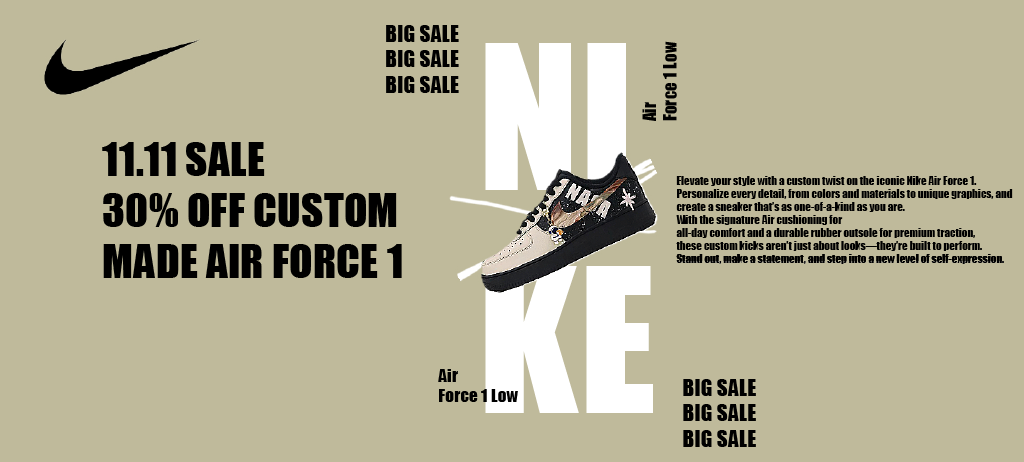 BIG SALE
BIG SALE
BIG SALE
11.11 SALE
30% OFF CUSTOM
MADE AIR FORCE 1
NI
KE
Air
Force 1 Low
Elevate your style with a custom twist on the iconic Nike Air Force 1.
Personalize every detail, from colors and materials to unique graphics, and
create a sneaker that's as one-of-a-kind as you are.
With the signature Air cushioning for
all-day comfort and a durable rubber outsole for premium traction,
these custom kicks aren't just about looks—they're built to perform.
Stand out, make a statement, and step into a new level of self-expression.
Air
Force 1 Low
BIG SALE
BIG SALE
BIG SALE